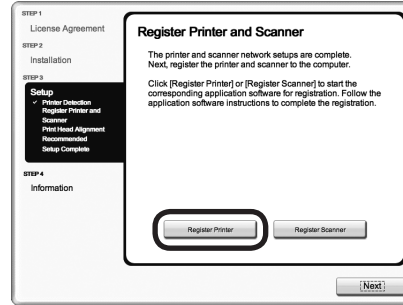 STEP 1
License Agreement
STEP 2
Installation
STEP 3
Setup
✓ Printer Detection
Register Printer and
Scanner
Print Head Alignment
Recommended
Setup Complete
STEP 4
Information
Register Printer and Scanner
The printer and scanner network setups are complete.
Next, register the printer and scanner to the computer.
Click [Register Printer] or [Register Scanner] to start the
corresponding application software for registration. Follow the
application software instructions to complete the registration.
Register Printer
Register Scanner
Next